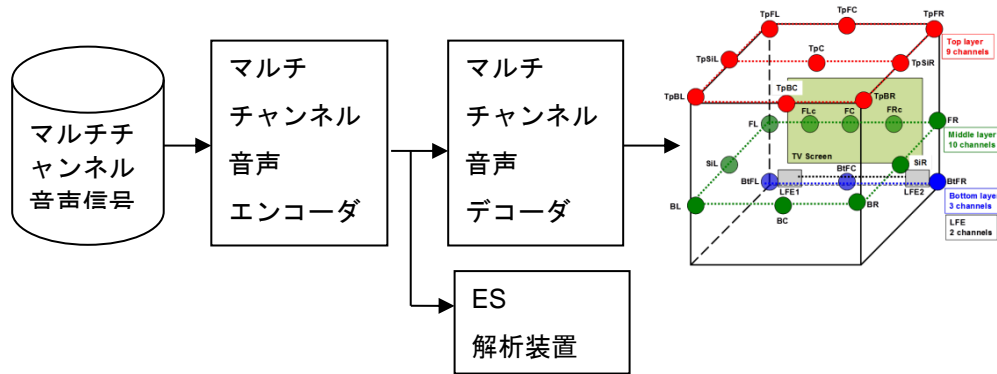 マルチチ
ャンネル
音声信号
マルチ
チャンネル
音声
エンコーダ
マルチ
チャンネル
音声
デコーダ
ES
解析装置
TpFL
TpFC
TpFR
Top layer
9 channels
TpSiL
TpC
TpSiR
TpBL
TpBC
TpBR
FL
FLc
FC
FRc
FR
Middle layer
10 channels
TV Screen
SiL
SiR
BtFL
LFE1
BtFC
LFE2
BtFR
BL
BC
BR
Bottom layer
3 channels
LFE
2 channels